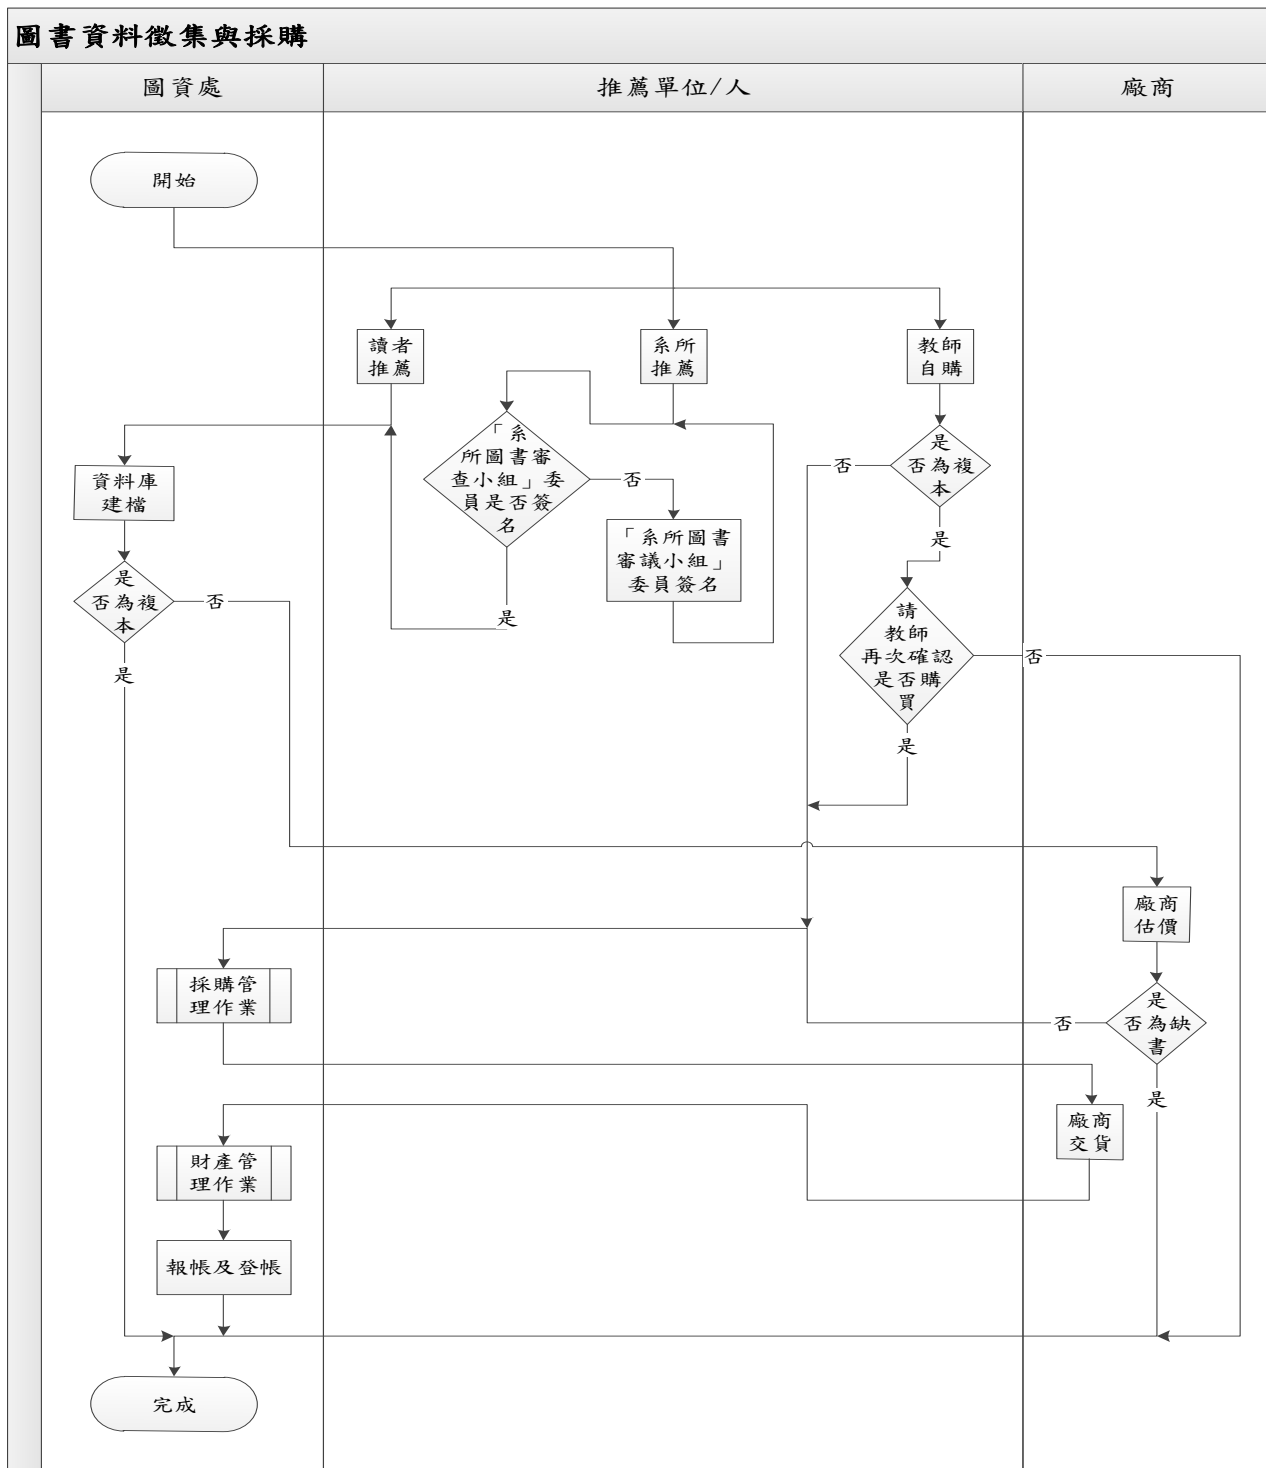 圖書資料徵集與採購
圖資處
推薦單位/人
廠商
開始
讀者
推薦
系所
推薦
教師
自購
「系
所圖書審
查小組」委
員是否簽
名
否
是
「系所圖書
審議小組」
委員簽名
是
否為複
本
否
是
請
教師
再次確認
是否購
買
否
是
資料庫
建檔
是
否為複
本
否
是
廠商
估價
是
否為缺
書
否
是
採購管
理作業
廠商
交貨
財產管
理作業
報帳及登帳
完成